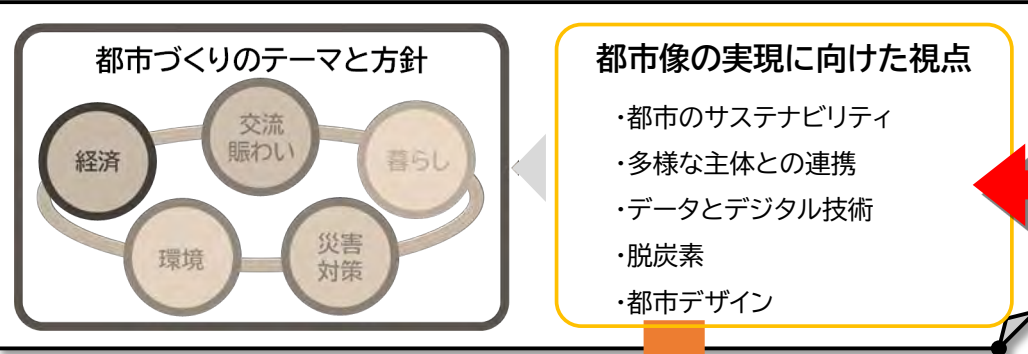 都市づくりのテーマと方針
経済
交流
賑わい
暮らし
環境
災害
対策
都市像の実現に向けた視点
・都市のサステナビリティ
・多様な主体との連携
・データとデジタル技術
・脱炭素
・都市デザイン